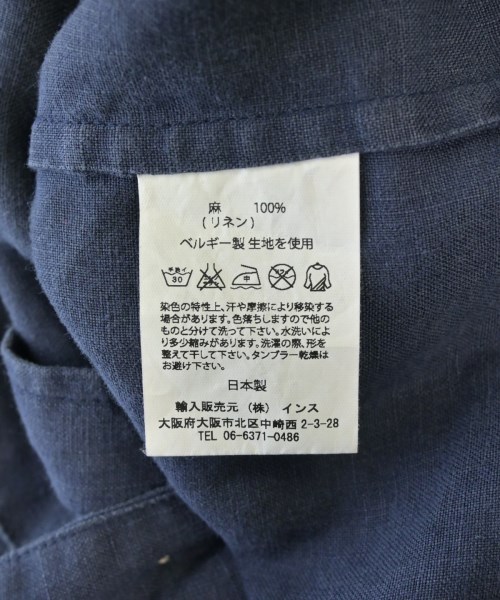 麻 100%
(リネン)
ベルギー製 生地を使用
手洗イ 30 中
染色の特性上、汗や摩擦により移染する
場合があります。色落ちしますので他の
ものと分けて洗って下さい。水洗いによ
り多少縮みがあります。洗濯の際、形を
整えて干して下さい。タンブラー乾燥は
お避け下さい。
日本製
輸入販売元 (株) インス
大阪府大阪市北区中崎西 2-3-28
TEL 06-6371-0486